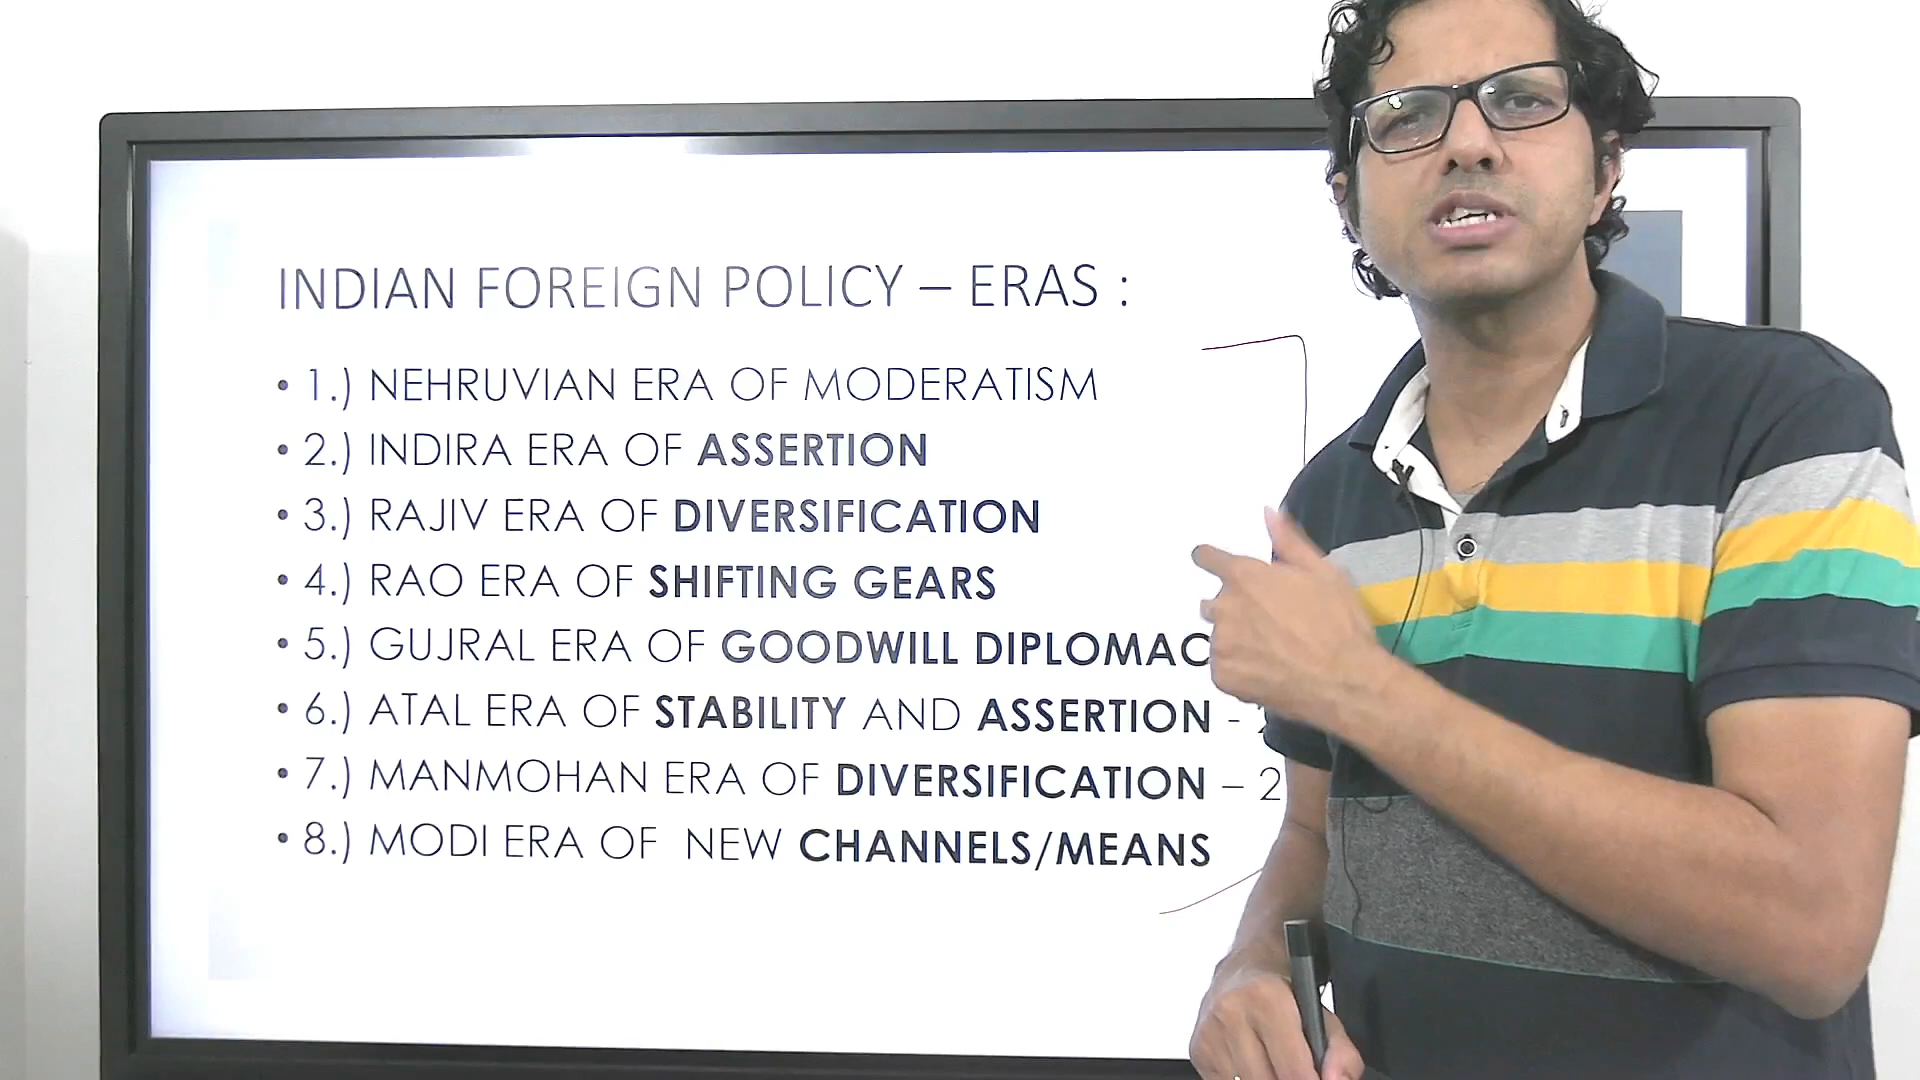 INDIAN FOREIGN POLICY – ERAS :
• 1.) NEHRUVIAN ERA OF MODERATISM
• 2.) INDIRA ERA OF ASSERTION
• 3.) RAJIV ERA OF DIVERSIFICATION
• 4.) RAO ERA OF SHIFTING GEARS
• 5.) GUJRAL ERA OF GOODWILL DIPLOMAC
• 6.) ATAL ERA OF STABILITY AND ASSERTION -
• 7.) MANMOHAN ERA OF DIVERSIFICATION – 2
• 8.) MODI ERA OF NEW CHANNELS/MEANS